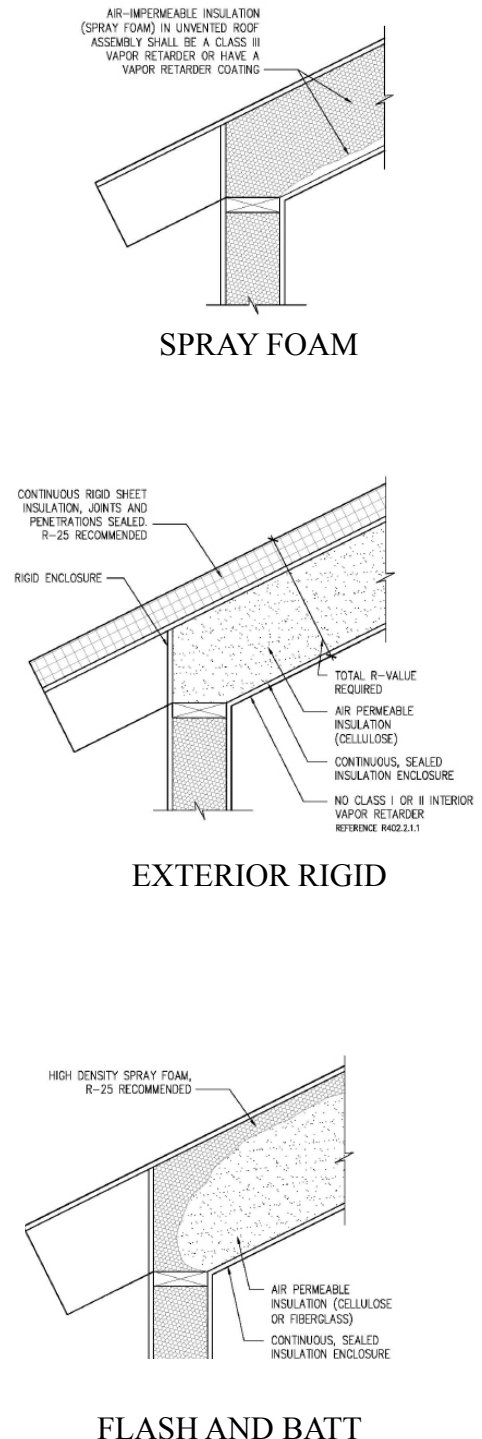 AIR-IMPERMEABLE INSULATION
(SPRAY FOAM) IN UNVENTED ROOF
ASSEMBLY SHALL BE A CLASS III
VAPOR RETARDER OR HAVE A
VAPOR RETARDER COATING
SPRAY FOAM
CONTINUOUS RIGID SHEET
INSULATION, JOINTS AND
PENETRATIONS SEALED.
R-25 RECOMMENDED
RIGID ENCLOSURE
TOTAL R-VALUE
REQUIRED
AIR PERMEABLE
INSULATION
(CELLULOSE)
CONTINUOUS, SEALED
INSULATION ENCLOSURE
NO CLASS I OR II INTERIOR
VAPOR RETARDER
REFERENCE R402.2.1.1
EXTERIOR RIGID
HIGH DENSITY SPRAY FOAM,
R-25 RECOMMENDED
AIR PERMEABLE
INSULATION (CELLULOSE
OR FIBERGLASS)
CONTINUOUS, SEALED
INSULATION ENCLOSURE
FLASH AND BATT